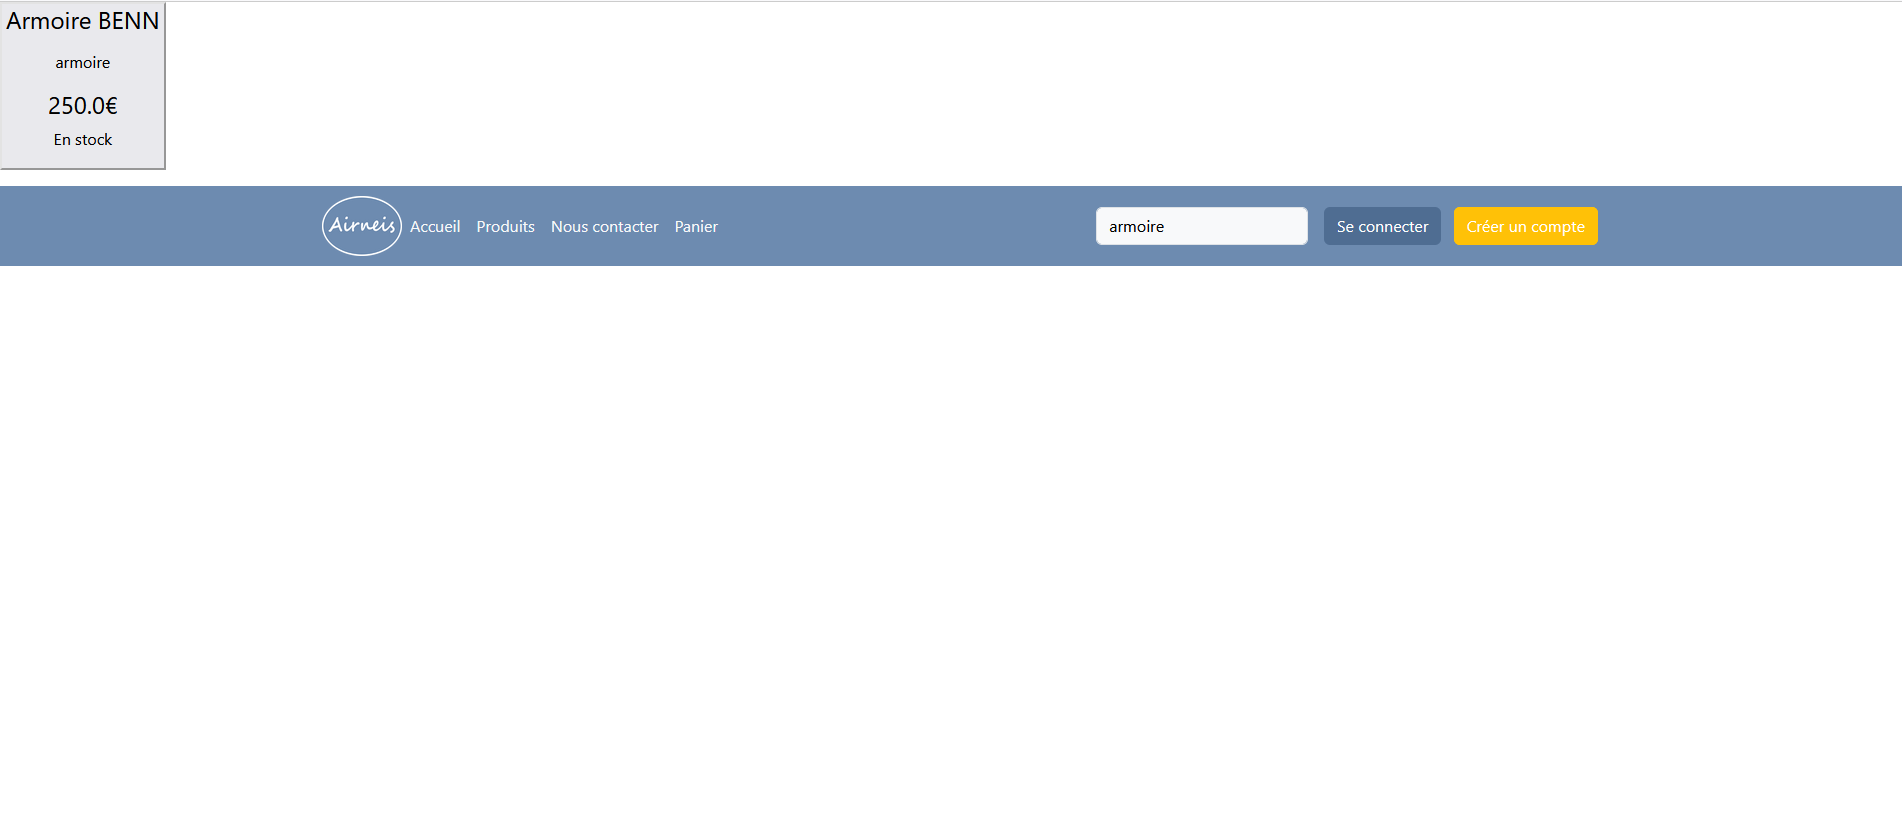 Armoire BENN
armoire
250.0€
En stock
Airneis Accueil Produits Nous contacter Panier armoire Se connecter Créer un compte